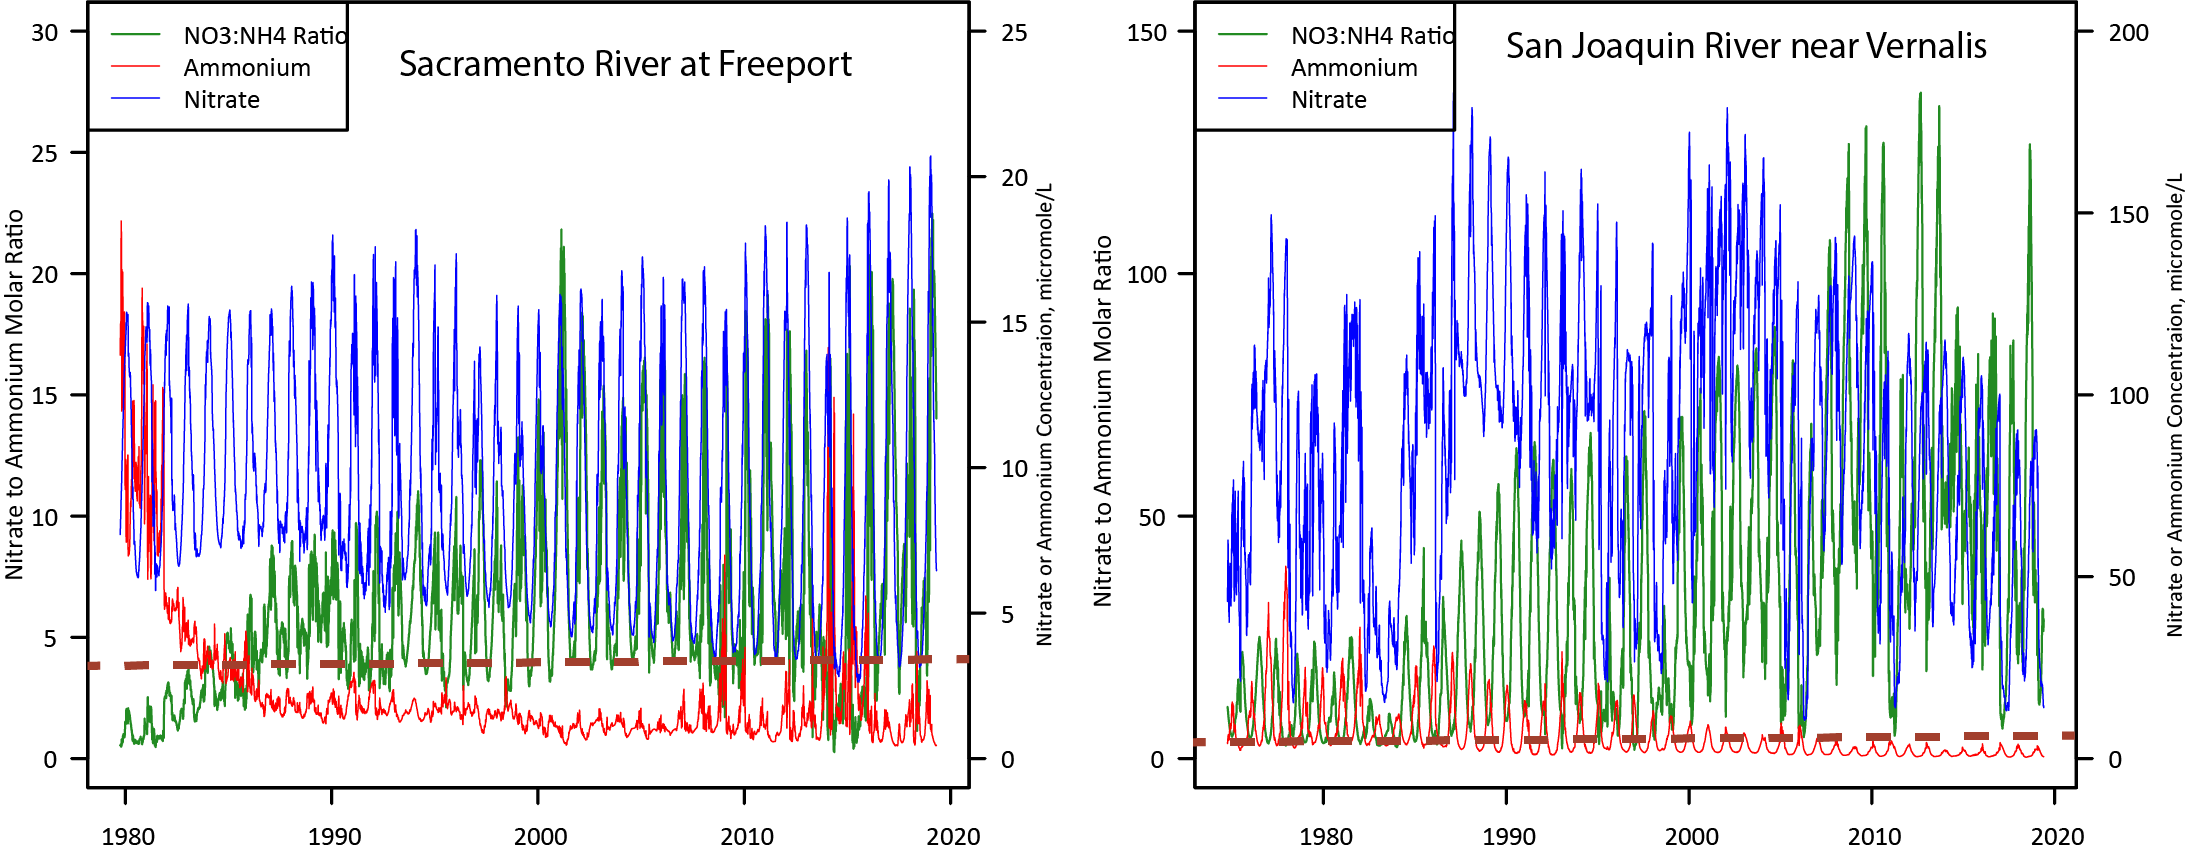 NO3:NH4 Ratio
Ammonium
Nitrate
Sacramento River at Freeport
30
25
20
15
10
5
0
Nitrate to Ammonium Molar Ratio
25
20
15
10
5
0
Nitrate or Ammonium Concentraion, micromole/L
1980
1990
2000
2010
2020
NO3:NH4 Ratio
Ammonium
Nitrate
San Joaquin River near Vernalis
150
100
50
0
Nitrate to Ammonium Molar Ratio
200
150
100
50
0
Nitrate or Ammonium Concentraion, micromole/L
1980
1990
2000
2010
2020